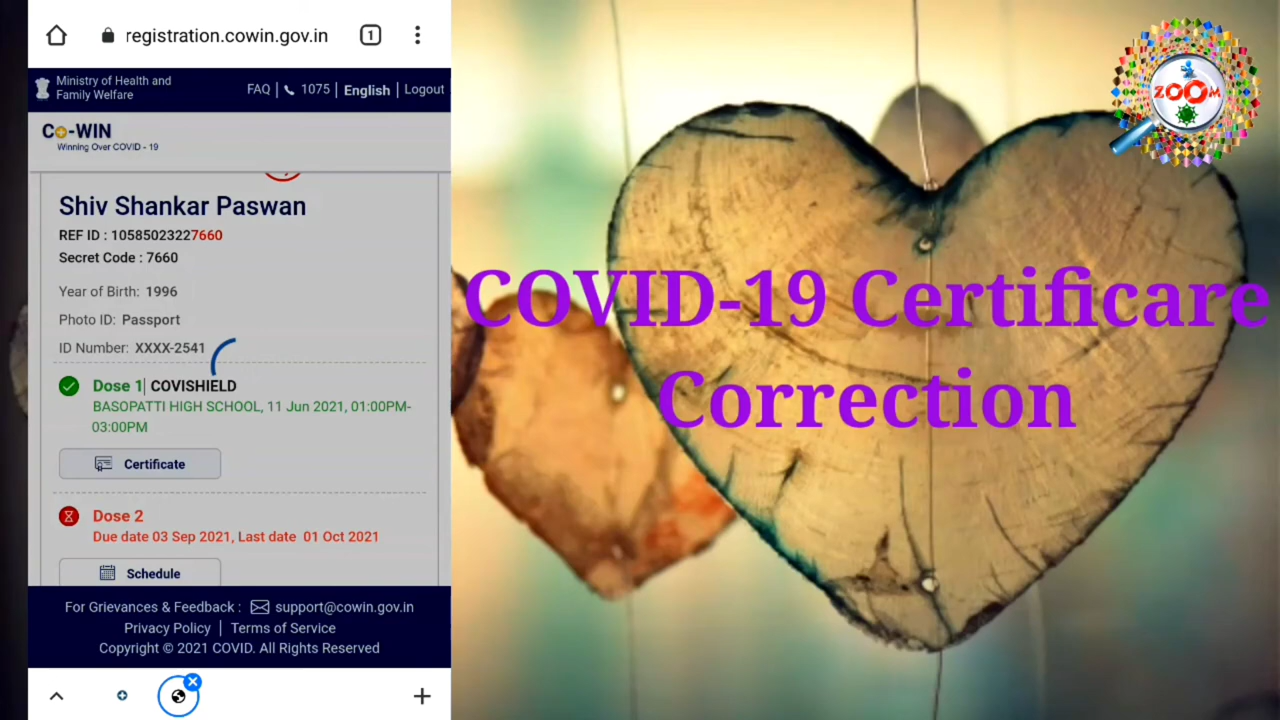 registration.cowin.gov.in
1
Ministry of Health and
Family Welfare
FAQ | 1075 | English | Logout
Co-WIN
Winning Over COVID - 19
Shiv Shankar Paswan
REF ID : 10585023227660
Secret Code : 7660
Year of Birth: 1996
Photo ID: Passport
ID Number: XXXX-2541
Dose 1| COVISHIELD
BASOPATTI HIGH SCHOOL, 11 Jun 2021, 01:00PM-
03:00PM
Certificate
Dose 2
Due date 03 Sep 2021, Last date 01 Oct 2021
Schedule
For Grievances & Feedback : support@cowin.gov.in
Privacy Policy | Terms of Service
Copyright © 2021 COVID. All Rights Reserved
ZOOM
COVID-19 Certificare
Correction